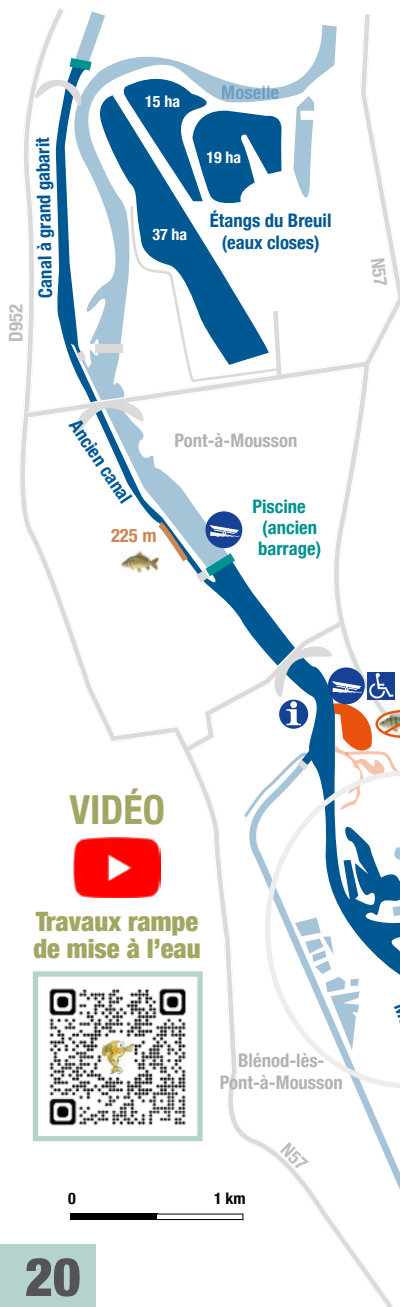 Moselle
15 ha
19 ha
37 ha
Étangs du Breuil
(eaux closes)
Canal à grand gabarit
D952
N57
Ancien canal
Pont-à-Mousson
225 m
Piscine
(ancien
barrage)
i
VIDÉO
Travaux rampe
de mise à l'eau
Blénod-lès-
Pont-à-Mousson
N57
0
1 km
20